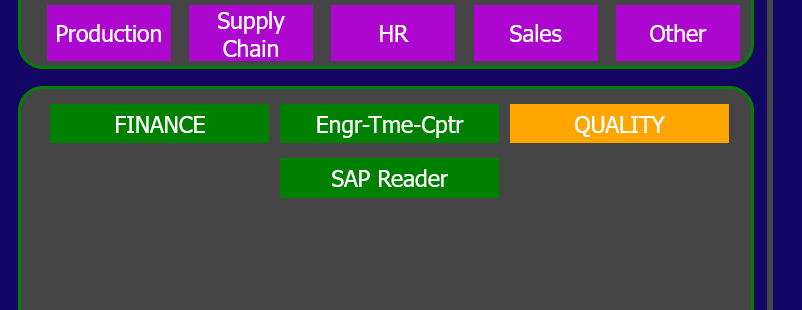 Production
Supply
Chain
HR
Sales
Other
FINANCE
Engr-Tme-Cptr
QUALITY
SAP Reader